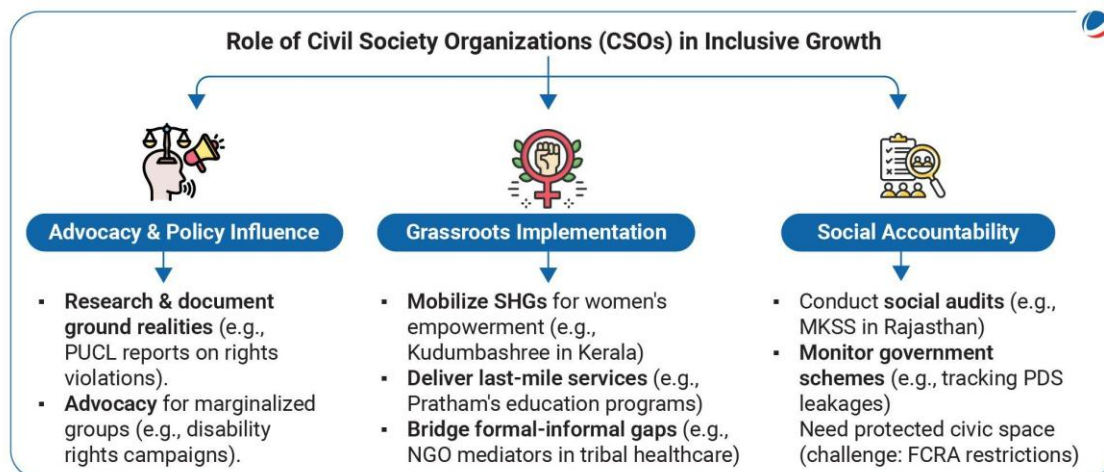 Role of Civil Society Organizations (CSOs) in Inclusive Growth
Advocacy & Policy Influence
▪ Research & document
ground realities (e.g.,
PUCL reports on rights
violations).
▪ Advocacy for marginalized
groups (e.g., disability
rights campaigns).
Grassroots Implementation
▪ Mobilize SHGs for women's
empowerment (e.g.,
Kudumbashree in Kerala)
▪ Deliver last-mile services (e.g.,
Pratham's education programs)
▪ Bridge formal-informal gaps (e.g.,
NGO mediators in tribal healthcare)
Social Accountability
▪ Conduct social audits (e.g.,
MKSS in Rajasthan)
▪ Monitor government
schemes (e.g., tracking PDS
leakages)
Need protected civic space
(challenge: FCRA restrictions)